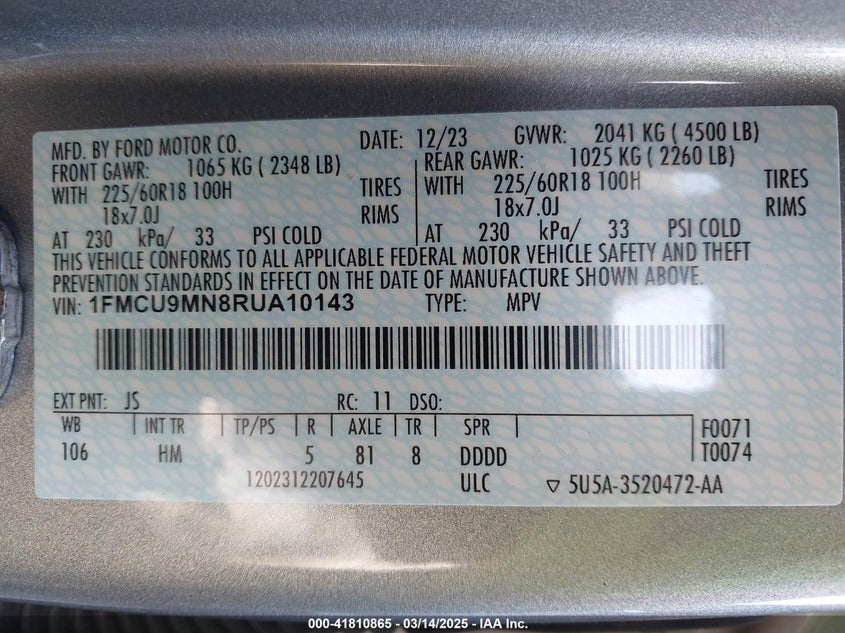 MFD. BY FORD MOTOR CO. DATE: 12/23 GVWR: 2041 KG ( 4500 LB)
FRONT GAWR: 1065 KG ( 2348 LB) REAR GAWR: 1025 KG ( 2260 LB)
WITH 225/60R18 100H TIRES WITH 225/60R18 100H TIRES
18x7.0J RIMS 18x7.0J RIMS
AT 230 kPa/ 33 PSI COLD AT 230 kPa/ 33 PSI COLD
THIS VEHICLE CONFORMS TO ALL APPLICABLE FEDERAL MOTOR VEHICLE SAFETY AND THEFT
PREVENTION STANDARDS IN EFFECT ON THE DATE OF MANUFACTURE SHOWN ABOVE.
VIN: 1FMCU9MN8RUA10143 TYPE: MPV
EXT PNT: JS RC: 11 DSO:
WB INT TR TP/PS R AXLE TR SPR F0071
106 HM 5 81 8 DDDD T0074
1202312207645 ULC ▽ 5U5A-3520472-AA
000-41810865 / 03/14/2025 - IAA Inc.